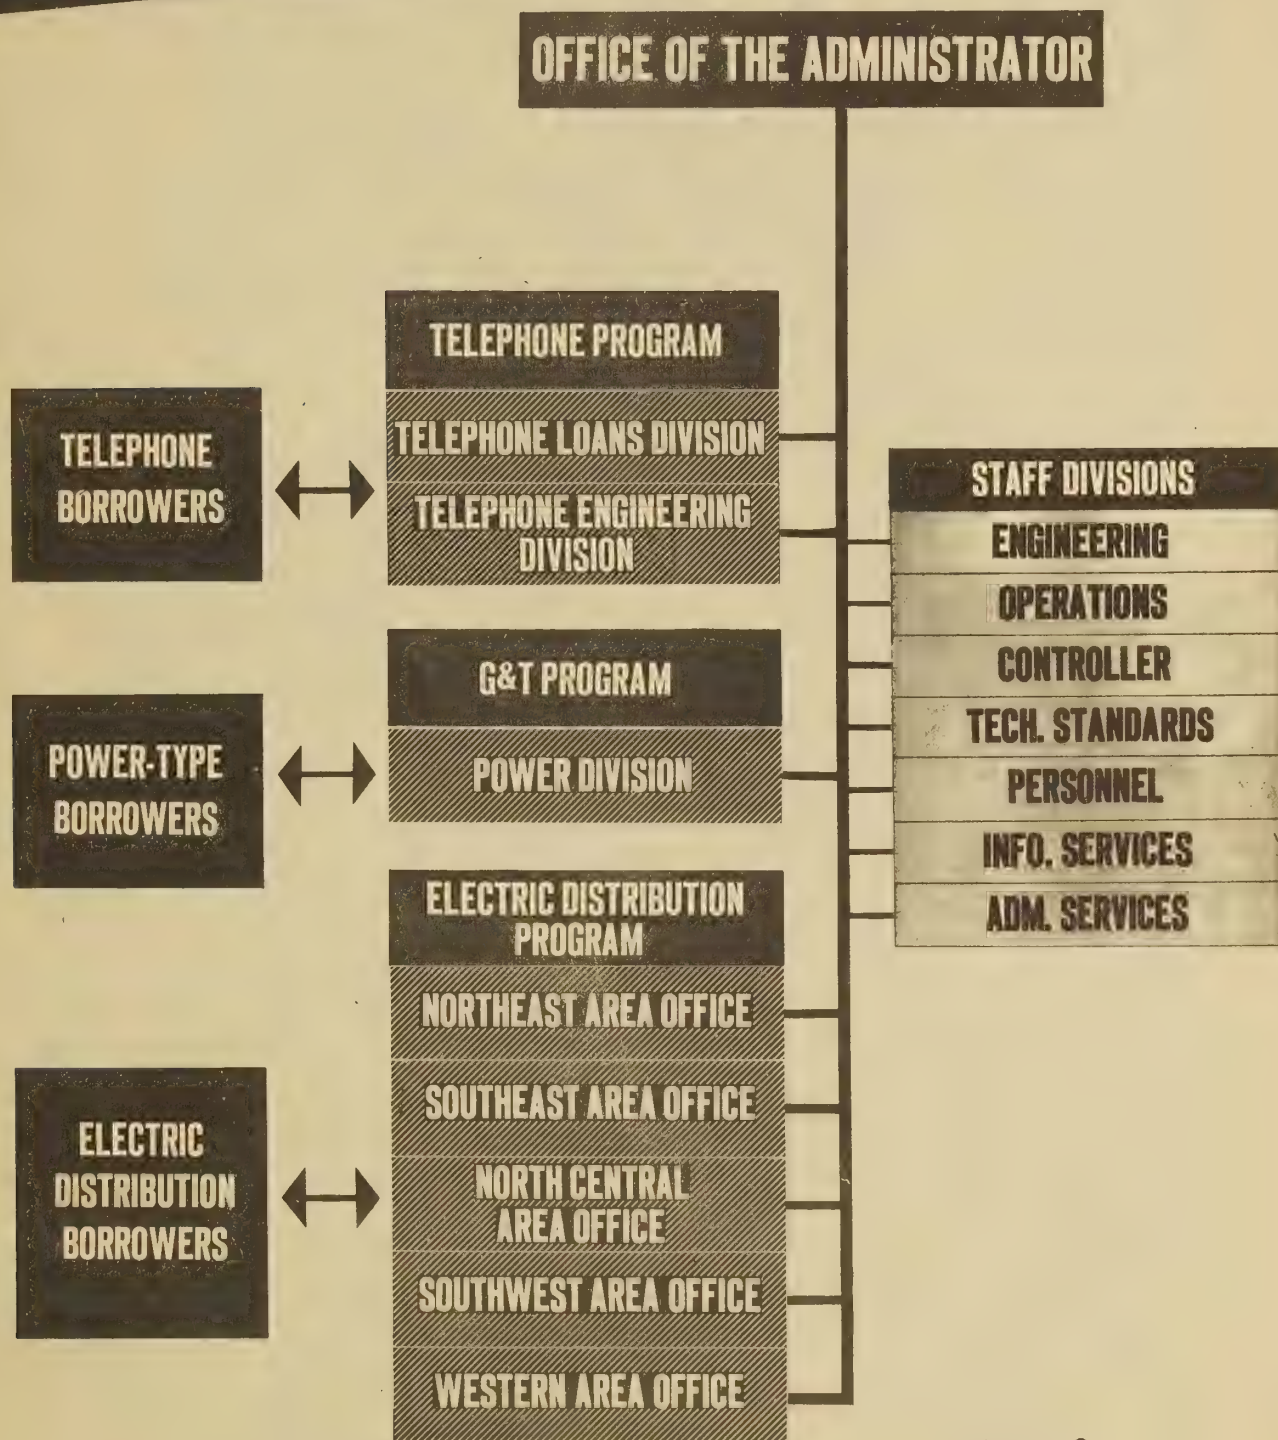 OFFICE OF THE ADMINISTRATOR
TELEPHONE PROGRAM
TELEPHONE LOANS DIVISION
TELEPHONE ENGINEERING
DIVISION
TELEPHONE
BORROWERS
G&T PROGRAM
POWER DIVISION
POWER-TYPE
BORROWERS
ELECTRIC DISTRIBUTION
PROGRAM
NORTHEAST AREA OFFICE
SOUTHEAST AREA OFFICE
NORTH CENTRAL
AREA OFFICE
SOUTHWEST AREA OFFICE
WESTERN AREA OFFICE
ELECTRIC
DISTRIBUTION
BORROWERS
STAFF DIVISIONS
ENGINEERING
OPERATIONS
CONTROLLER
TECH. STANDARDS
PERSONNEL
INFO. SERVICES
ADM. SERVICES